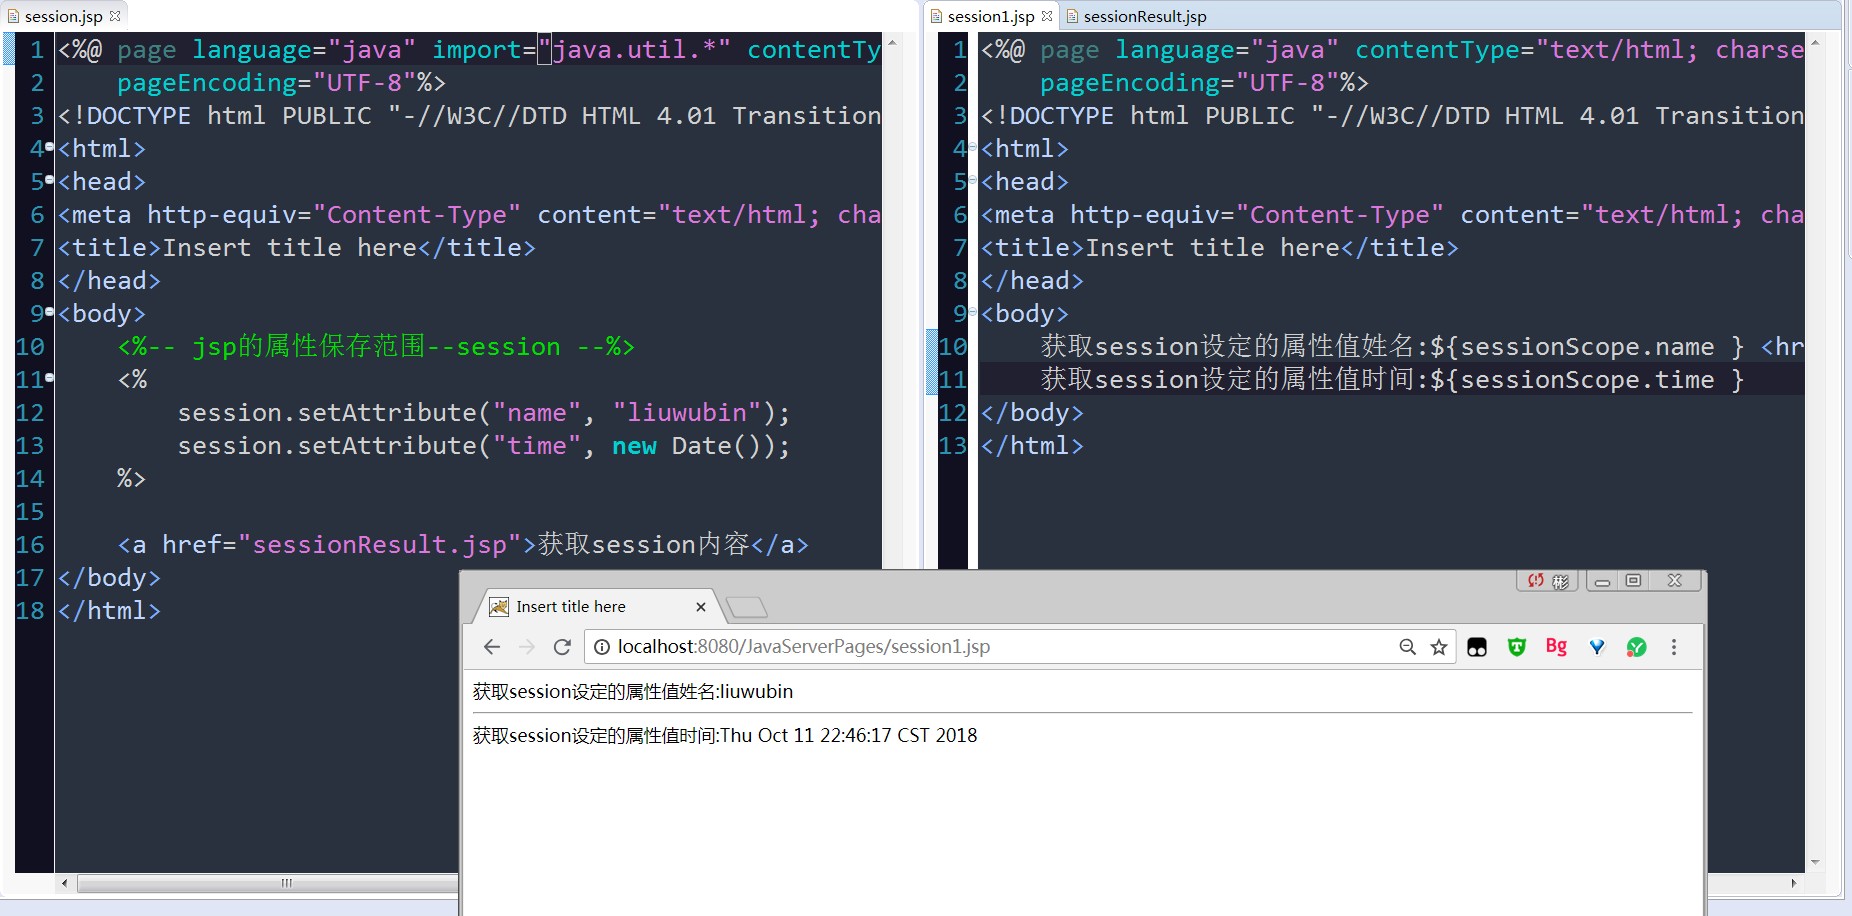 session.jsp
1 <%@ page language="java" import="java.util.*" contentTy
2     pageEncoding="UTF-8"%>
3 <!DOCTYPE html PUBLIC "-//W3C//DTD HTML 4.01 Transition
4 <html>
5 <head>
6 <meta http-equiv="Content-Type" content="text/html; cha
7 <title>Insert title here</title>
8 </head>
9 <body>
10     <%-- jsp的属性保存范围--session --%>
11     <%
12         session.setAttribute("name", "liuwubin");
13         session.setAttribute("time", new Date());
14     %>
15
16     <a href="sessionResult.jsp">获取session内容</a>
17 </body>
18 </html>
session1.jsp sessionResult.jsp
1 <%@ page language="java" contentType="text/html; charse
2     pageEncoding="UTF-8"%>
3 <!DOCTYPE html PUBLIC "-//W3C//DTD HTML 4.01 Transition
4 <html>
5 <head>
6 <meta http-equiv="Content-Type" content="text/html; cha
7 <title>Insert title here</title>
8 </head>
9 <body>
10     获取session设定的属性值姓名:${sessionScope.name } <hr
11     获取session设定的属性值时间:${sessionScope.time }
12 </body>
13 </html>
彬
Insert title here
localhost:8080/JavaServerPages/session1.jsp
Bg
获取session设定的属性值姓名:liuwubin
获取session设定的属性值时间:Thu Oct 11 22:46:17 CST 2018